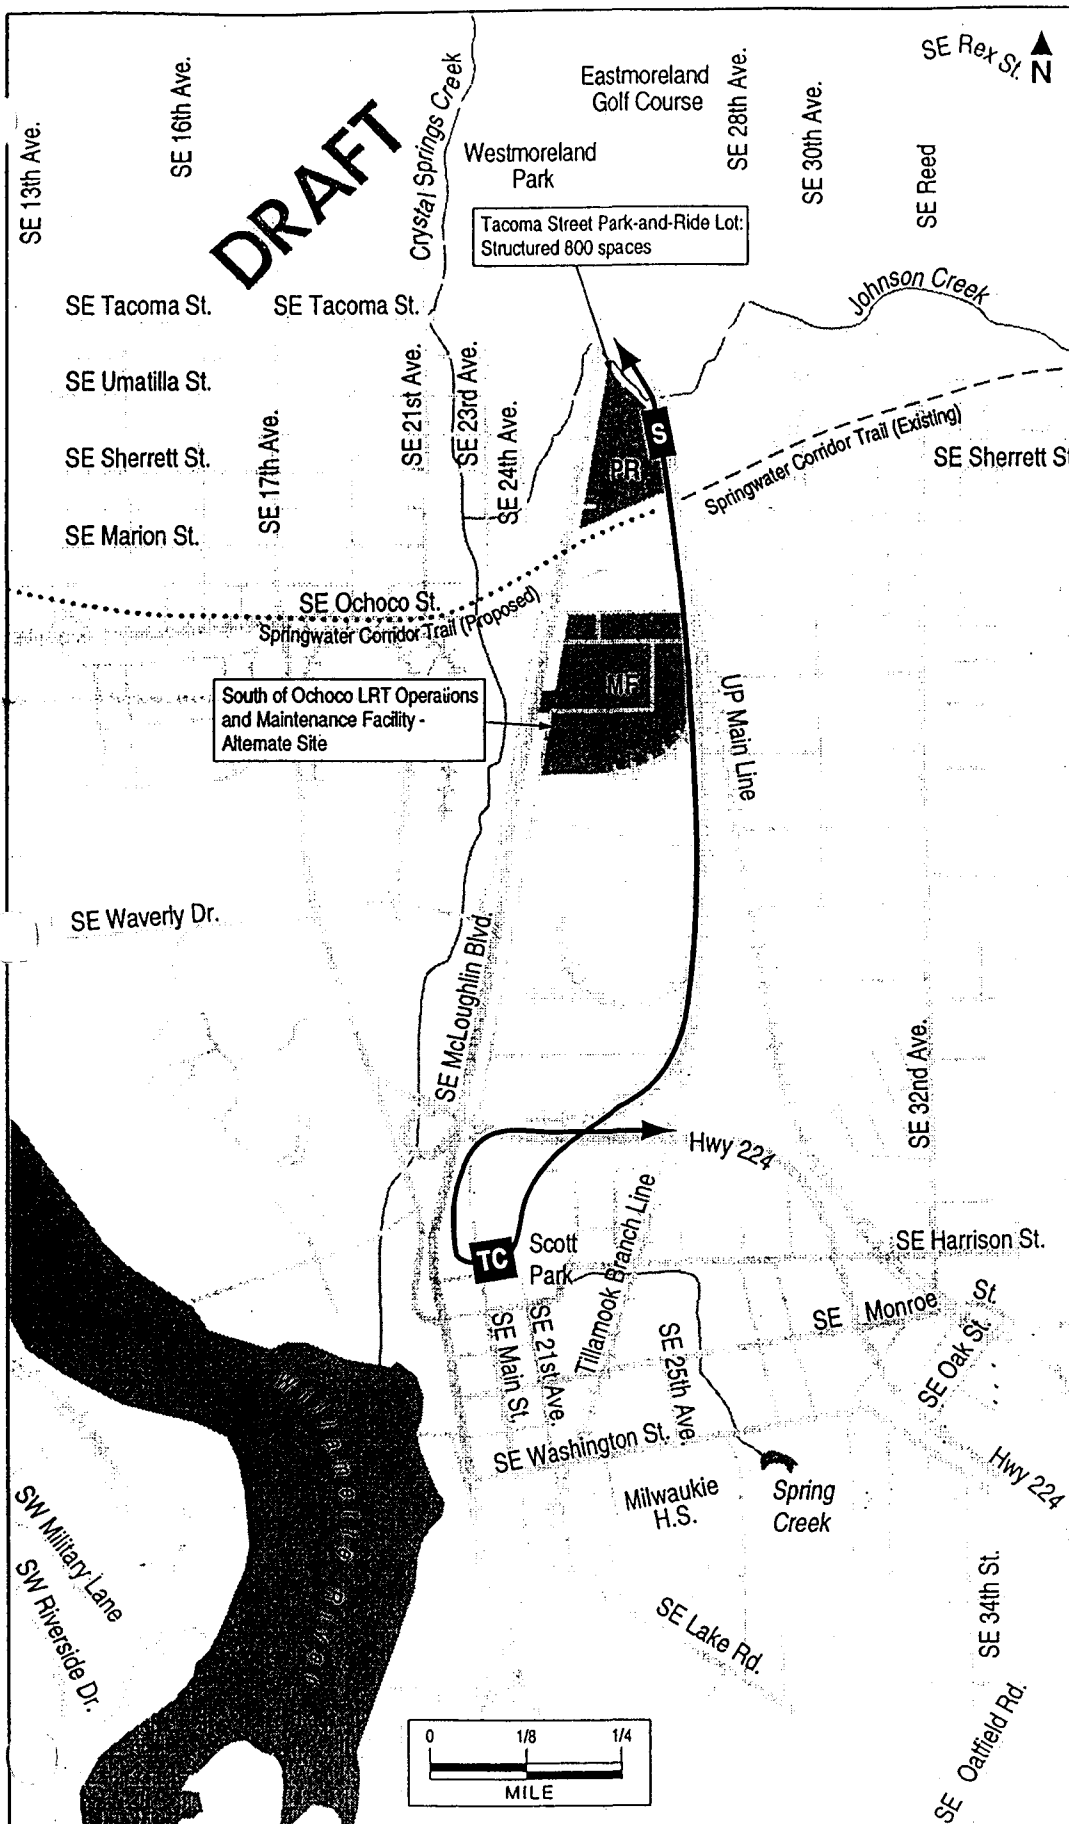 SE Rex St.
N
SE 13th Ave.
SE 16th Ave.
DRAFT
Crystal Springs Creek
Eastmoreland
Golf Course
SE 28th Ave.
SE 30th Ave.
SE Reed
Westmoreland
Park
Tacoma Street Park-and-Ride Lot:
Structured 800 spaces
Johnson Creek
SE Tacoma St.
SE Tacoma St.
SE Umatilla St.
SE 21st Ave.
SE 23rd Ave.
SE 24th Ave.
S
PR
SE Sherrett St.
SE 17th Ave.
Springwater Corridor Trail (Existing)
SE Sherrett St
SE Marion St.
SE Ochoco St.
Springwater Corridor Trail (Proposed)
South of Ochoco LRT Operations
and Maintenance Facility -
Alternate Site
MF
UP Main Line
SE Waverly Dr.
SE McLoughlin Blvd.
SE 32nd Ave.
Hwy 224
TC
Scott
Park
Tillamook Branch Line
SE Harrison St.
SE Monroe St.
SE Main St.
SE 21st Ave.
SE 25th Ave.
SE Oak St.
SE Washington St.
Willamette River
Milwaukie
H.S.
Spring
Creek
Hwy 224
SW Military Lane
SW Riverside Dr.
SE Lake Rd.
SE 34th St.
SE Oatfield Rd.
0 1/8 1/4
MILE